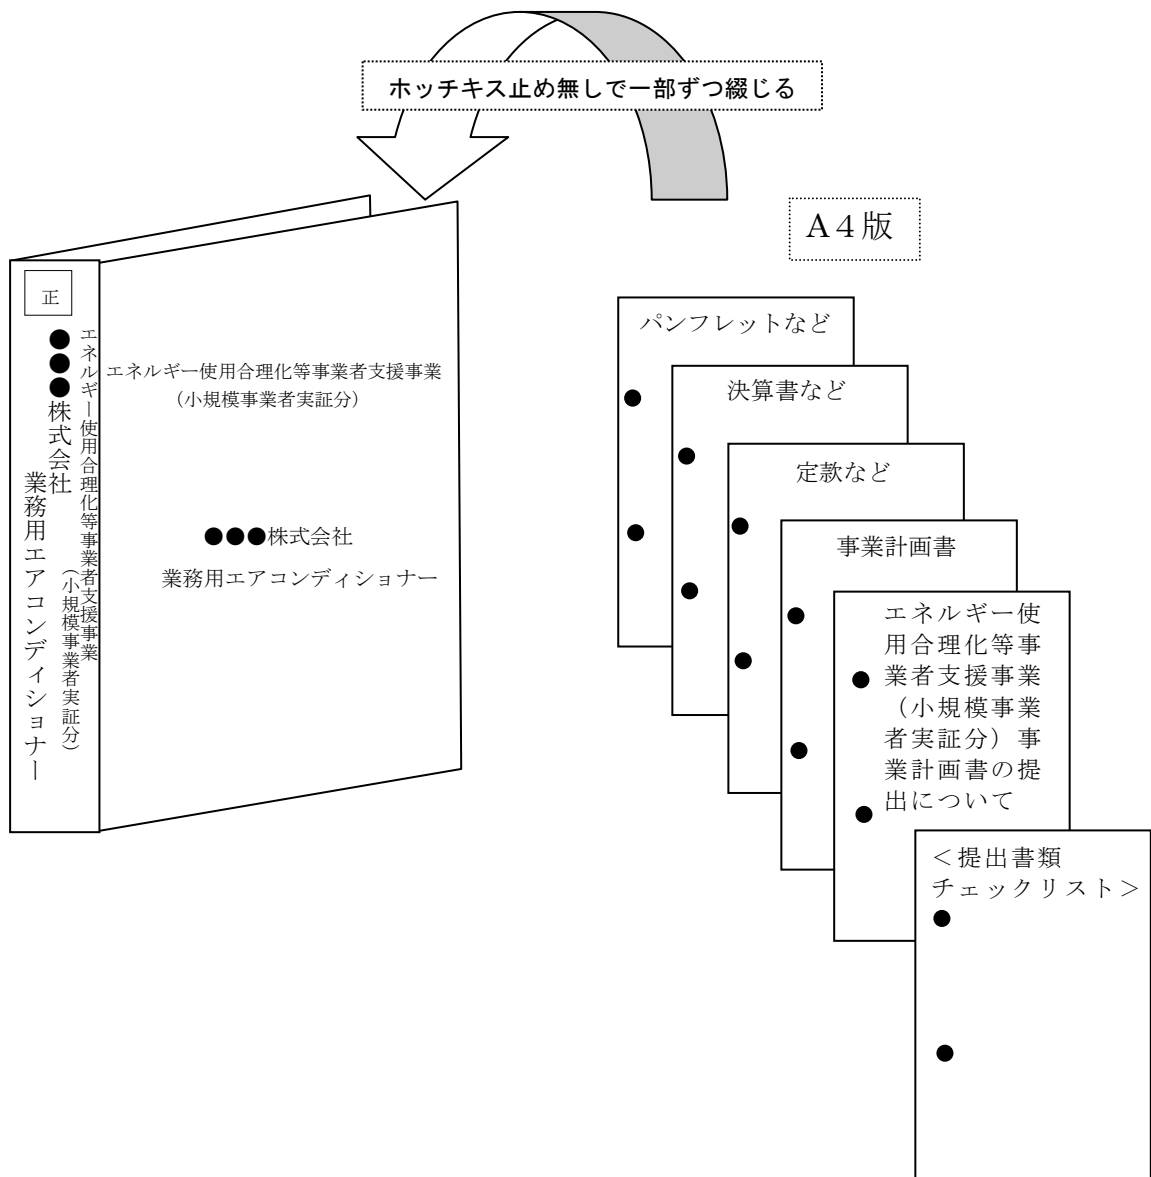 ホッチキス止め無しで一部ずつ綴じる
A4版
正
エネルギー使用合理化等事業者支援事業
（小規模事業者実証分）
●●●株式会社
業務用エアコンディショナー
エネルギー使用合理化等事業者支援事業
（小規模事業者実証分）
●●●株式会社
業務用エアコンディショナー
パンフレットなど
決算書など
定款など
事業計画書
エネルギー使
用合理化等事
業者支援事業
（小規模事業
者実証分）事
業計画書の提
出について
＜提出書類
チェックリスト＞